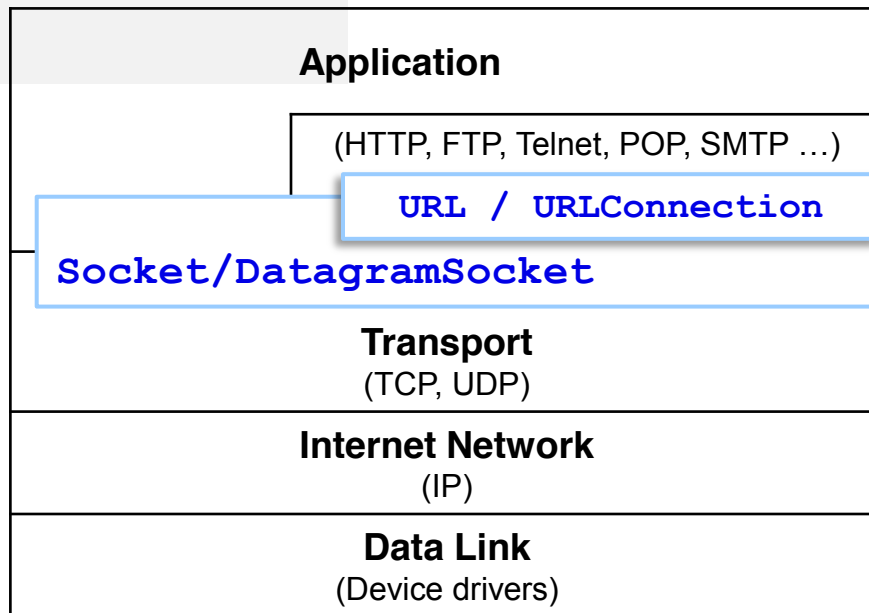 Application
(HTTP, FTP, Telnet, POP, SMTP …)
URL / URLConnection
Socket/DatagramSocket
Transport
(TCP, UDP)
Internet Network
(IP)
Data Link
(Device drivers)